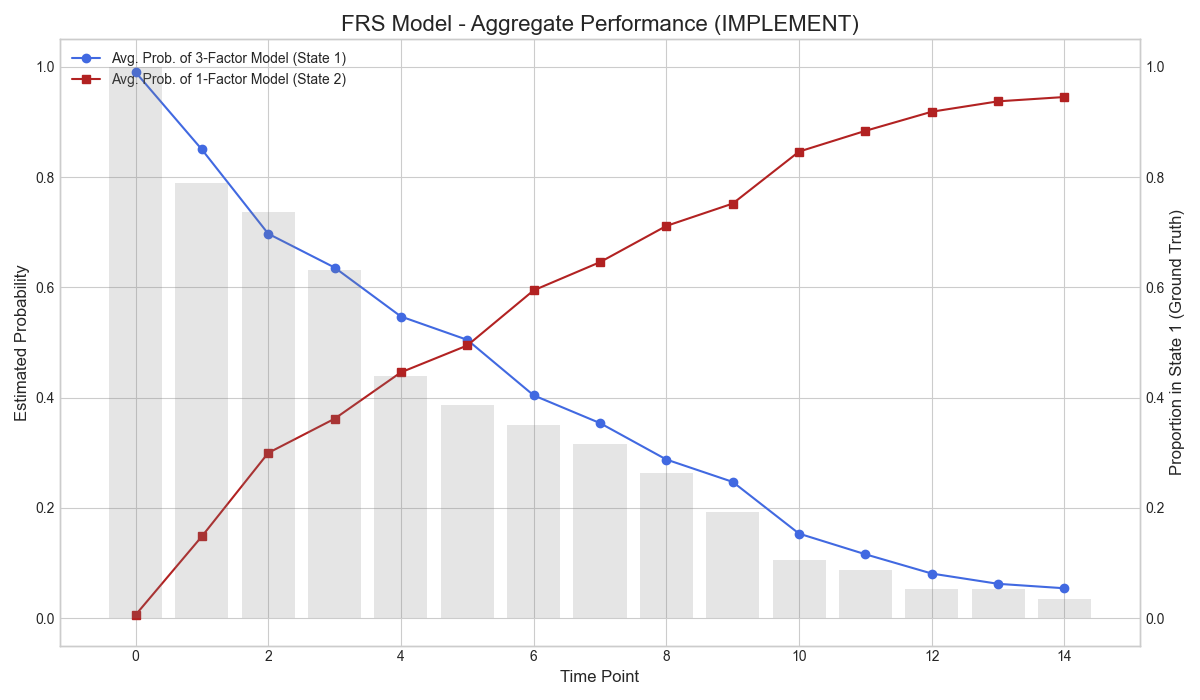 FRS Model - Aggregate Performance (IMPLEMENT)
Avg. Prob. of 3-Factor Model (State 1)
Avg. Prob. of 1-Factor Model (State 2)
1.0
0.8
0.6
0.4
0.2
0.0
Estimated Probability
1.0
0.8
0.6
0.4
0.2
0.0
Proportion in State 1 (Ground Truth)
0 2 4 6 8 10 12 14
Time Point